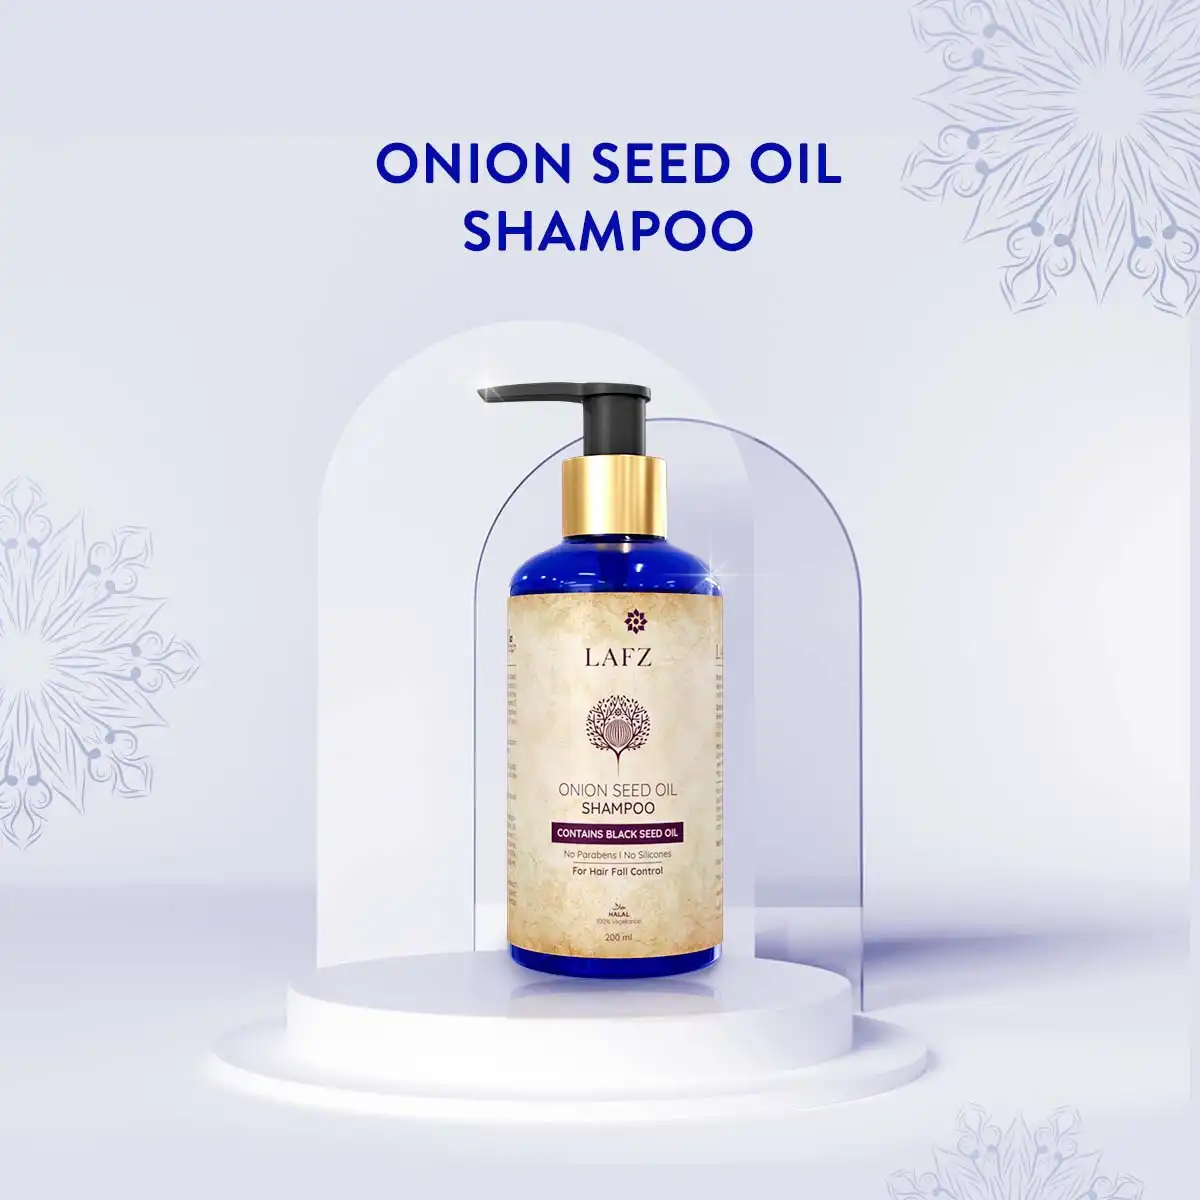 ONION SEED OIL
SHAMPOO
LAFZ
ONION SEED OIL
SHAMPOO
CONTAINS BLACK SEED OIL
No Parabens | No Silicones
For Hair Fall Control
HALAL
100% Vegetarian
200 ml